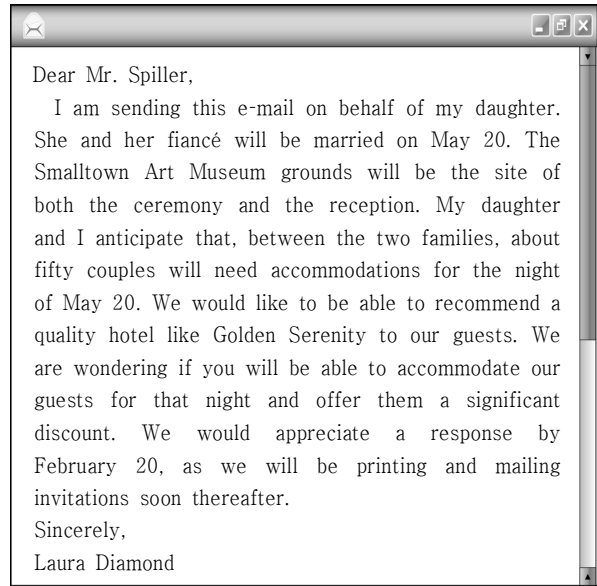 Dear Mr. Spiller,
I am sending this e-mail on behalf of my daughter.
She and her fiancé will be married on May 20. The
Smalltown Art Museum grounds will be the site of
both the ceremony and the reception. My daughter
and I anticipate that, between the two families, about
fifty couples will need accommodations for the night
of May 20. We would like to be able to recommend a
quality hotel like Golden Serenity to our guests. We
are wondering if you will be able to accommodate our
guests for that night and offer them a significant
discount. We would appreciate a response by
February 20, as we will be printing and mailing
invitations soon thereafter.
Sincerely,
Laura Diamond